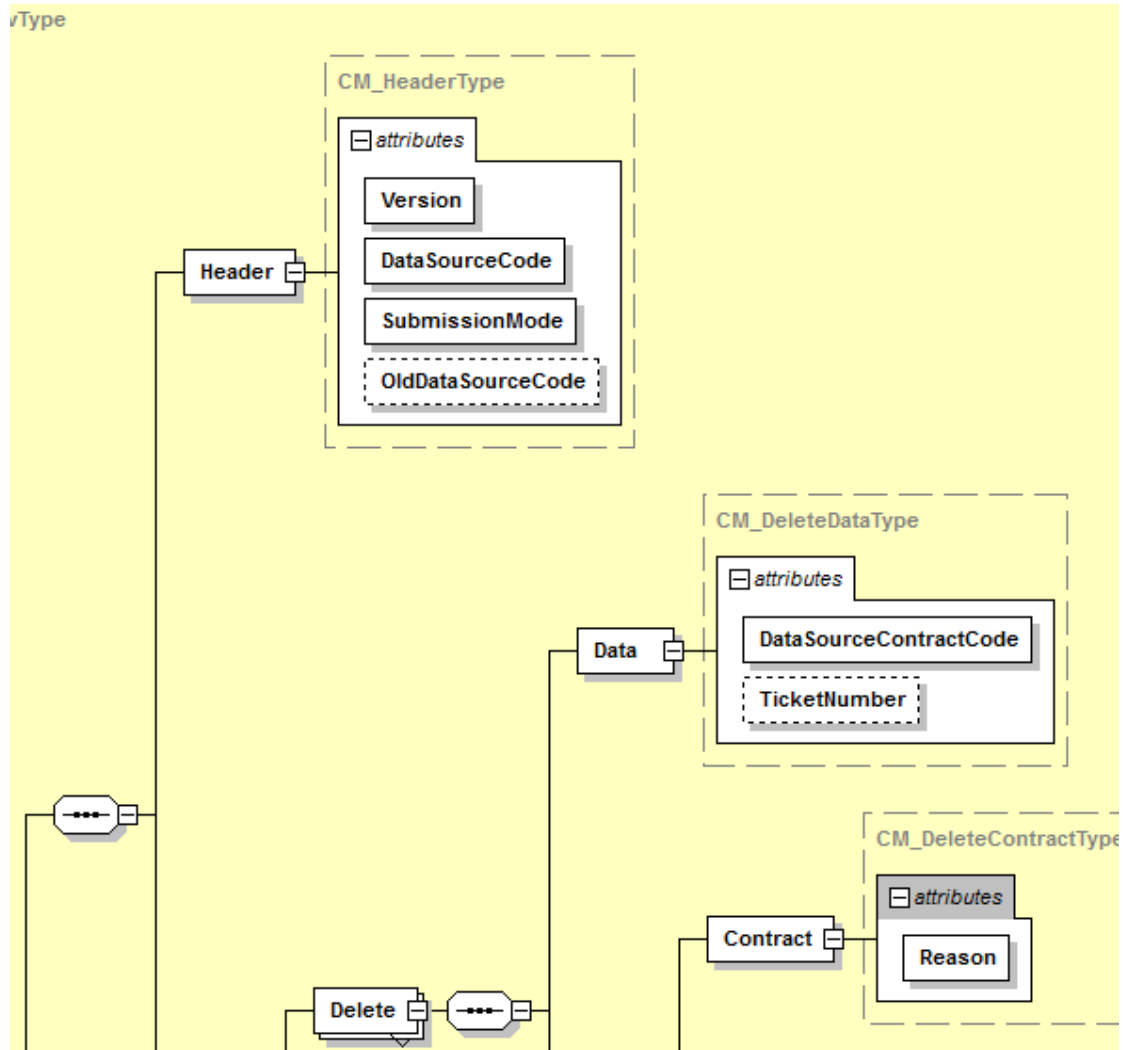 vType
CM_HeaderType
attributes
Version
DataSourceCode
Header
SubmissionMode
OldDataSourceCode
CM_DeleteDataType
attributes
DataSourceContractCode
Data
TicketNumber
CM_DeleteContractType
attributes
Contract
Reason
Delete